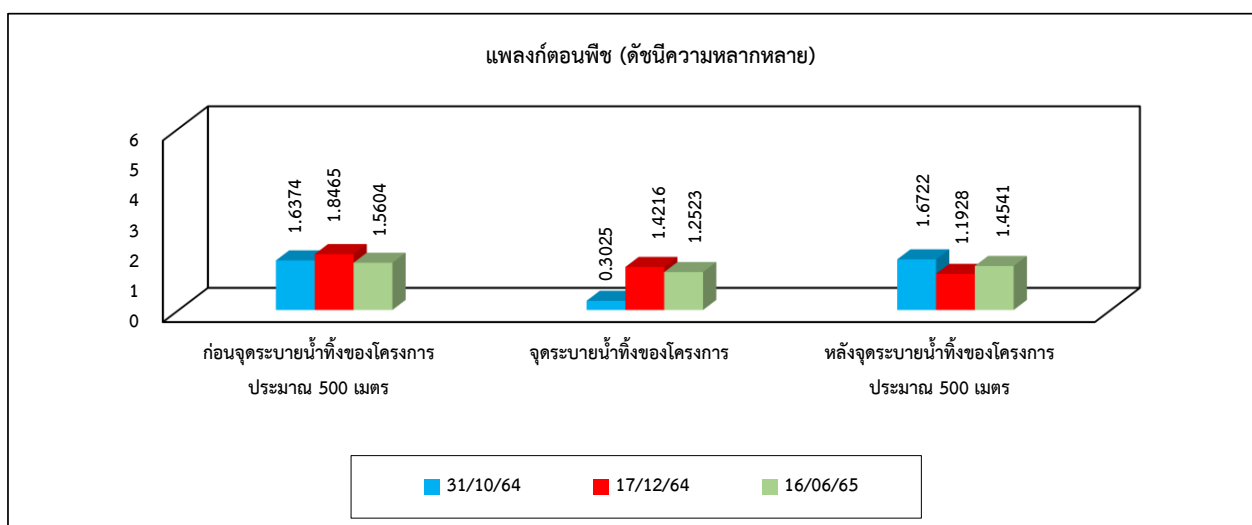 แพลงก์ตอนพืช (ดัชนีความหลากหลาย)
6
5
4
3
2
1
0
1.6374
1.8465
1.5604
0.3025
1.4216
1.2523
1.6722
1.1928
1.4541
ก่อนจุดระบายน้ำทิ้งของโครงการ
ประมาณ 500 เมตร
จุดระบายน้ำทิ้งของโครงการ
หลังจุดระบายน้ำทิ้งของโครงการ
ประมาณ 500 เมตร
31/10/64 17/12/64 16/06/65